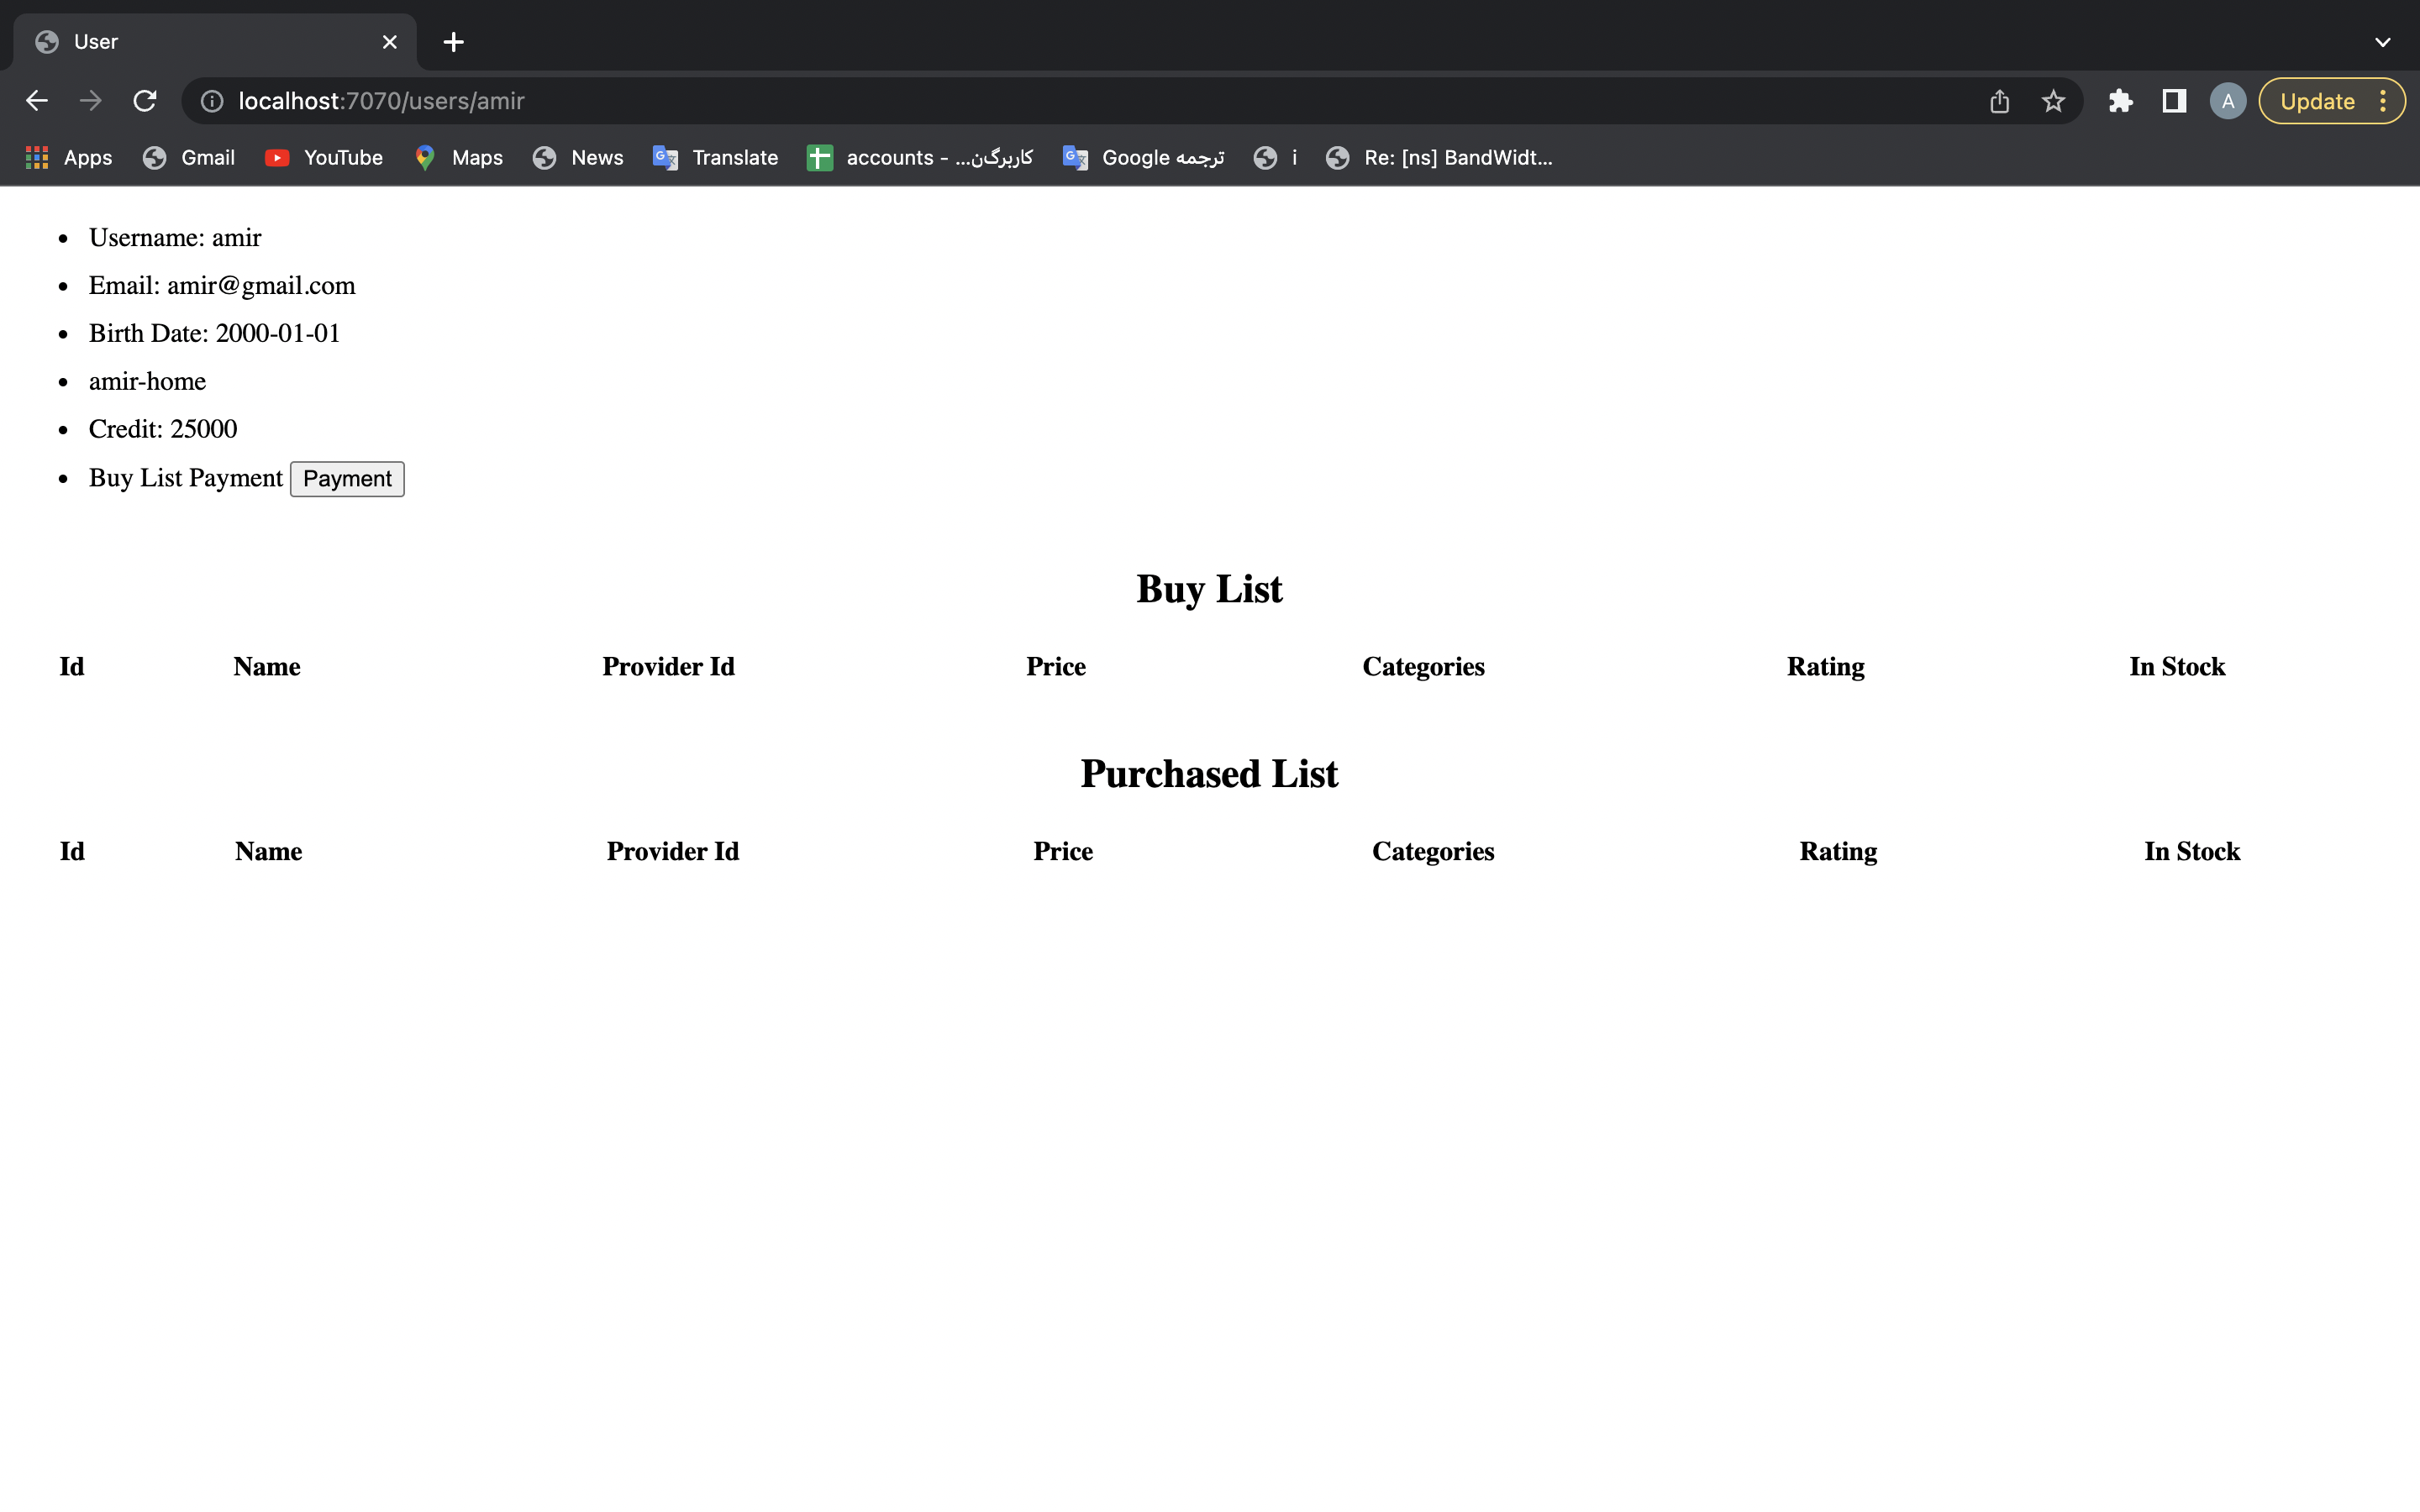 User
localhost:7070/users/amir
A
Update
Apps Gmail YouTube Maps News Translate accounts - کاربرگ‌ن... ترجمه Google i Re: [ns] BandWidt...
• Username: amir
• Email: amir@gmail.com
• Birth Date: 2000-01-01
• amir-home
• Credit: 25000
• Buy List Payment Payment
Buy List
Id Name Provider Id Price Categories Rating In Stock
Purchased List
Id Name Provider Id Price Categories Rating In Stock